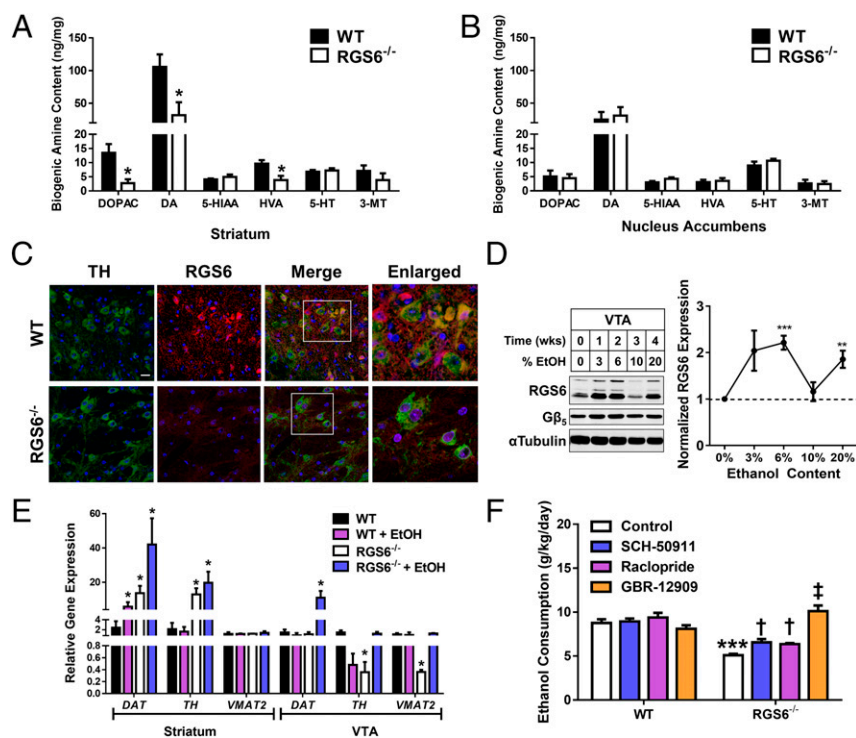 A
Biogenic Amine Content (ng/mg)
150
100
50
20
15
10
5
0
WT
RGS6-/-
*
*
*
DOPAC DA 5-HIAA HVA 5-HT 3-MT
Striatum
B
Biogenic Amine Content (ng/mg)
150
100
50
20
15
10
5
0
WT
RGS6-/-
DOPAC DA 5-HIAA HVA 5-HT 3-MT
Nucleus Accumbens
C
TH RGS6 Merge Enlarged
WT
RGS6-/-
D
VTA
Time (wks) 0 1 2 3 4
% EtOH 0 3 6 10 20
RGS6
Gβ5
αTubulin
Normalized RGS6 Expression
3
2
1
0
***
**
0% 3% 6% 10% 20%
Ethanol Content
E
Relative Gene Expression
60
40
20
4
2
0.8
0.6
0.4
0.2
0.0
WT
WT + EtOH
RGS6-/-
RGS6-/- + EtOH
* * * * * * * *
DAT TH VMAT2 DAT TH VMAT2
Striatum VTA
F
Ethanol Consumption (g/kg/day)
20
15
10
5
0
Control
SCH-50911
Raclopride
GBR-12909
*** † † ‡
WT RGS6-/-